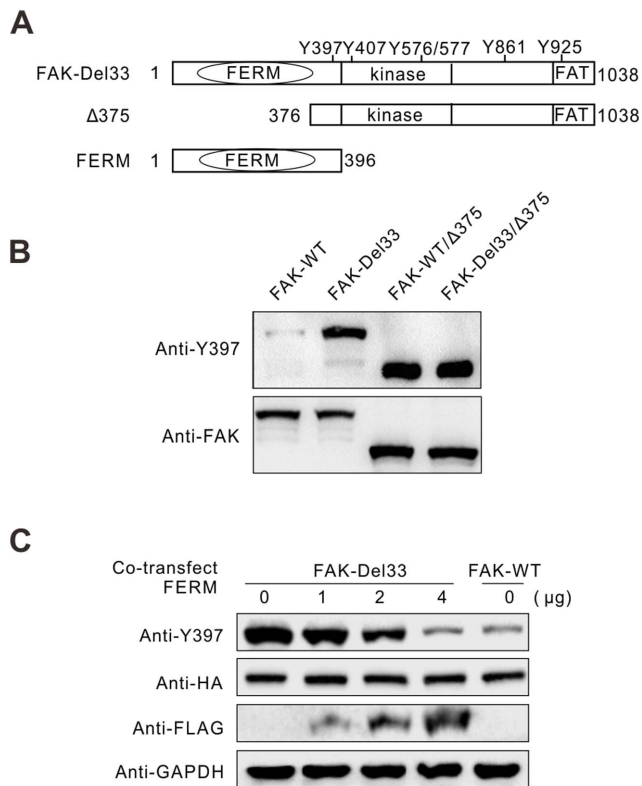 A
Y397 Y407 Y576/577 Y861 Y925
FAK-Del33 1 FERM kinase FAT 1038
Δ375 376 kinase FAT 1038
FERM 1 FERM 396
B
FAK-WT FAK-Del33 FAK-WT/Δ375 FAK-Del33/Δ375
Anti-Y397
Anti-FAK
C
Co-transfect FAK-Del33 FAK-WT
FERM 0 1 2 4 0 (μg)
Anti-Y397
Anti-HA
Anti-FLAG
Anti-GAPDH